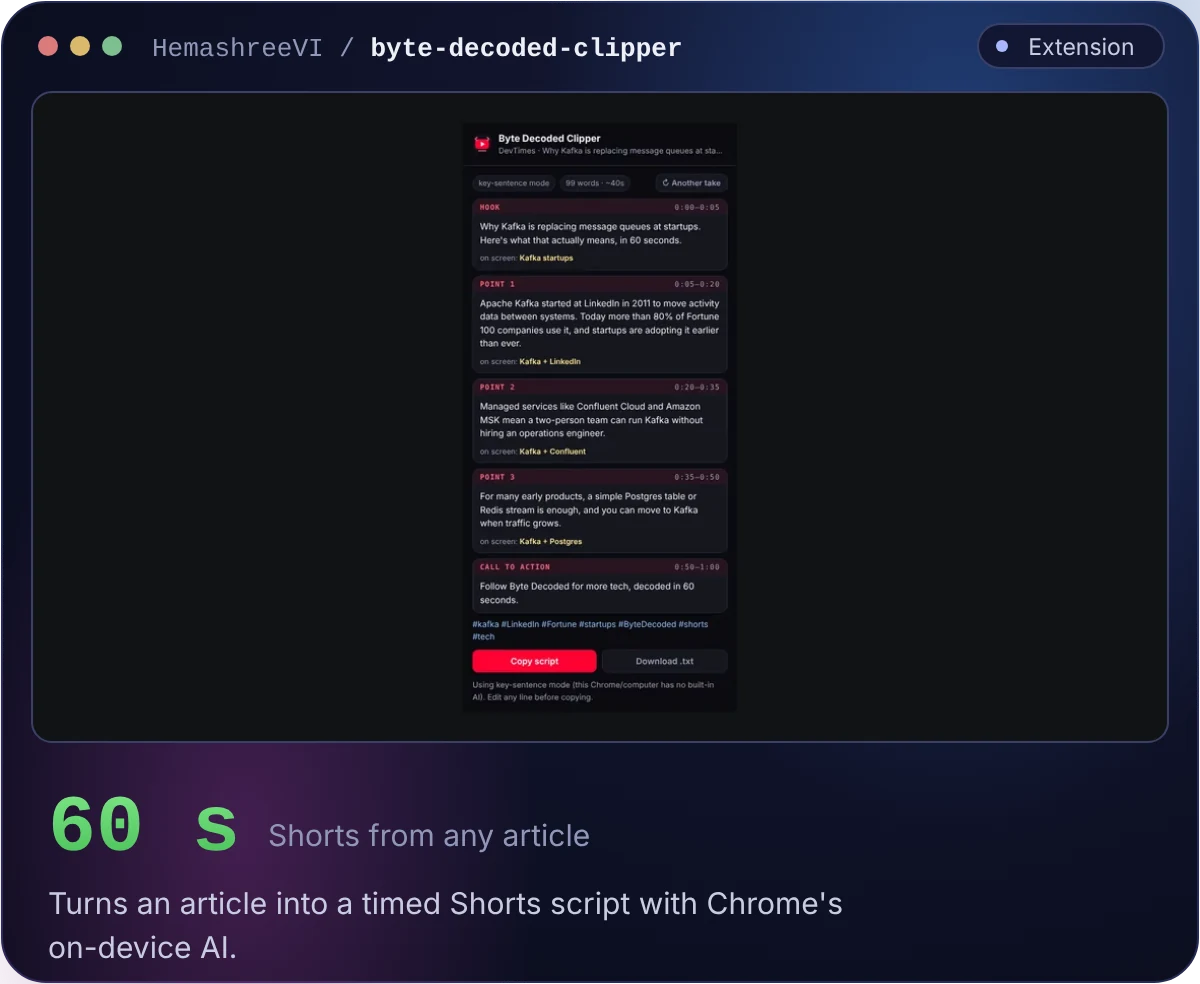 HemashreeVI / byte-decoded-clipper
Extension
Byte Decoded Clipper
DevTimes · Why Kafka is replacing message queues at sta...
key-sentence mode
99 words · ~40s
Another take
HOOK
0:00–0:05
Why Kafka is replacing message queues at startups.
Here's what that actually means, in 60 seconds.
on screen: Kafka startups
POINT 1
0:05–0:20
Apache Kafka started at LinkedIn in 2011 to move activity
data between systems. Today more than 80% of Fortune
100 companies use it, and startups are adopting it earlier
than ever.
on screen: Kafka + LinkedIn
POINT 2
0:20–0:35
Managed services like Confluent Cloud and Amazon
MSK mean a two-person team can run Kafka without
hiring an operations engineer.
on screen: Kafka + Confluent
POINT 3
0:35–0:50
For many early products, a simple Postgres table or
Redis stream is enough, and you can move to Kafka
when traffic grows.
on screen: Kafka + Postgres
CALL TO ACTION
0:50–1:00
Follow Byte Decoded for more tech, decoded in 60
seconds.
#kafka #LinkedIn #Fortune #startups #ByteDecoded #shorts
#tech
Copy script
Download .txt
Using key-sentence mode (this Chrome/computer has no built-in
AI). Edit any line before copying.
60 s
Shorts from any article
Turns an article into a timed Shorts script with Chrome's
on-device AI.